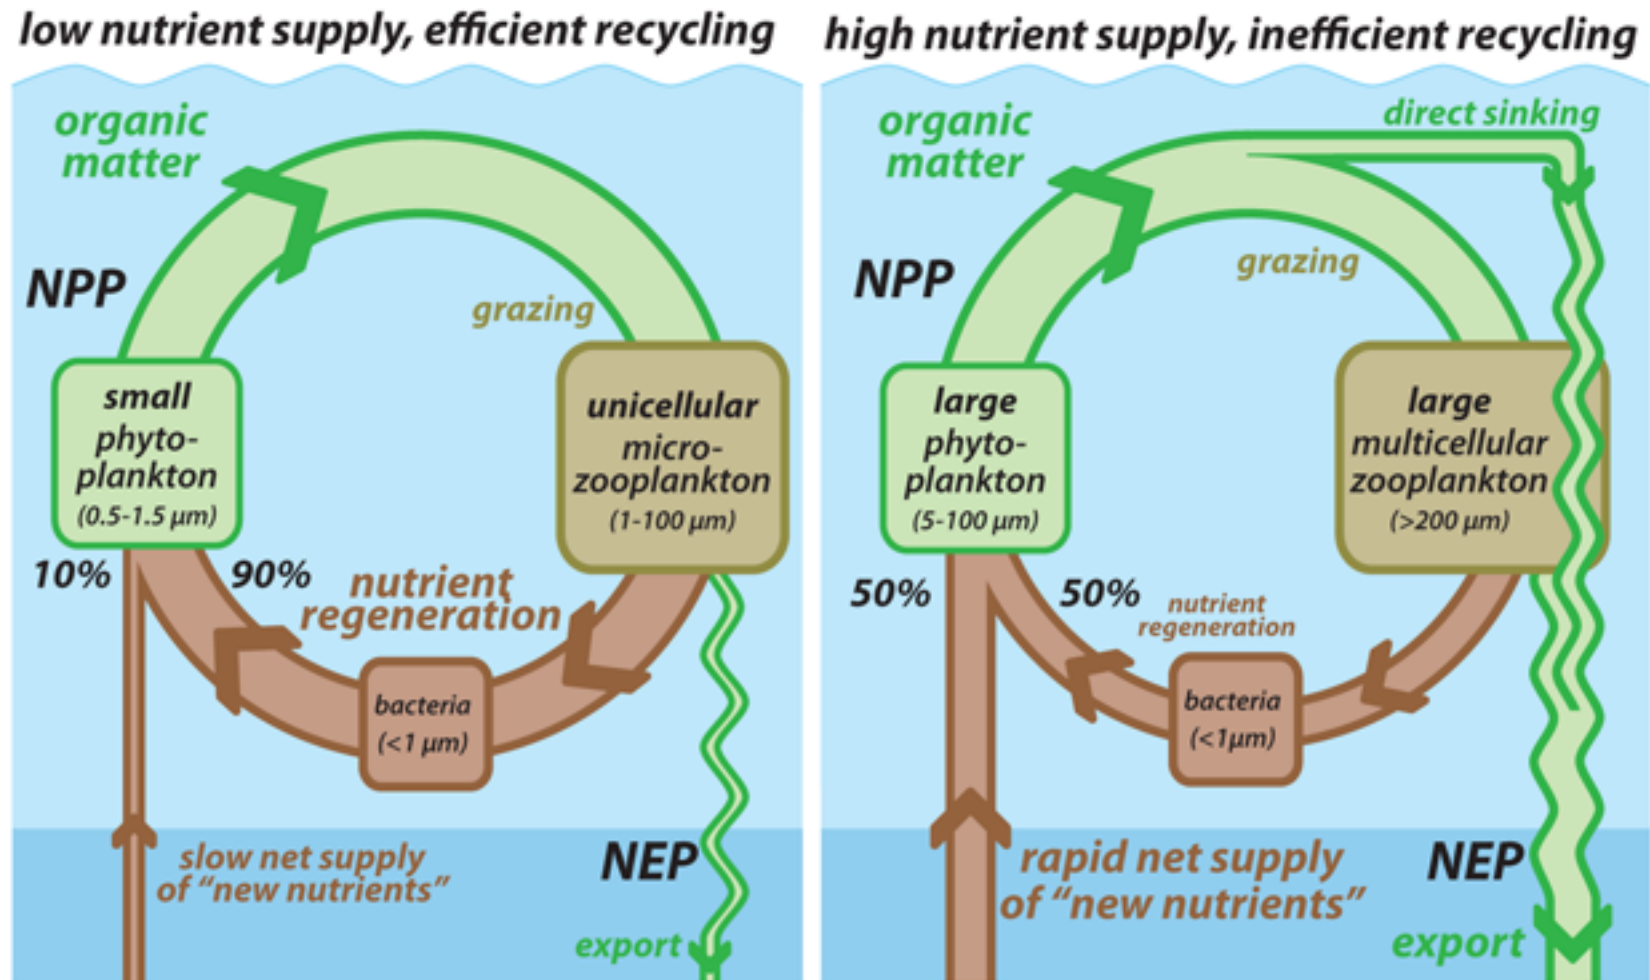 low nutrient supply, efficient recycling
organic
matter
NPP
grazing
small
phyto-
plankton
(0.5-1.5 µm)
unicellular
micro-
zooplankton
(1-100 µm)
10%
90%
nutrient
regeneration
bacteria
(<1 µm)
slow net supply
of “new nutrients”
NEP
export
high nutrient supply, inefficient recycling
direct sinking
organic
matter
NPP
grazing
large
phyto-
plankton
(5-100 µm)
large
multicellular
zooplankton
(>200 µm)
50%
50%
nutrient
regeneration
bacteria
(<1µm)
rapid net supply
of “new nutrients”
NEP
export